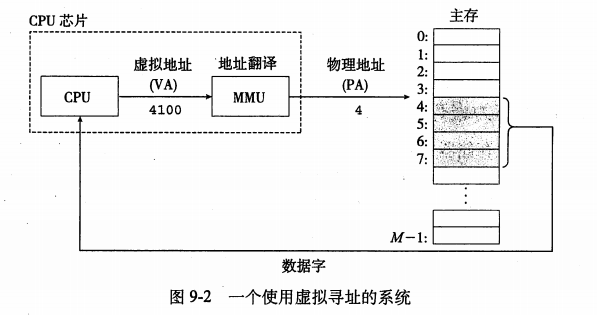 CPU 芯片
主存
虚拟地址
(VA)
4100
地址翻译
物理地址
(PA)
4
CPU
MMU
0:
1:
2:
3:
4:
5:
6:
7:
M−1:
数据字
图 9-2 一个使用虚拟寻址的系统